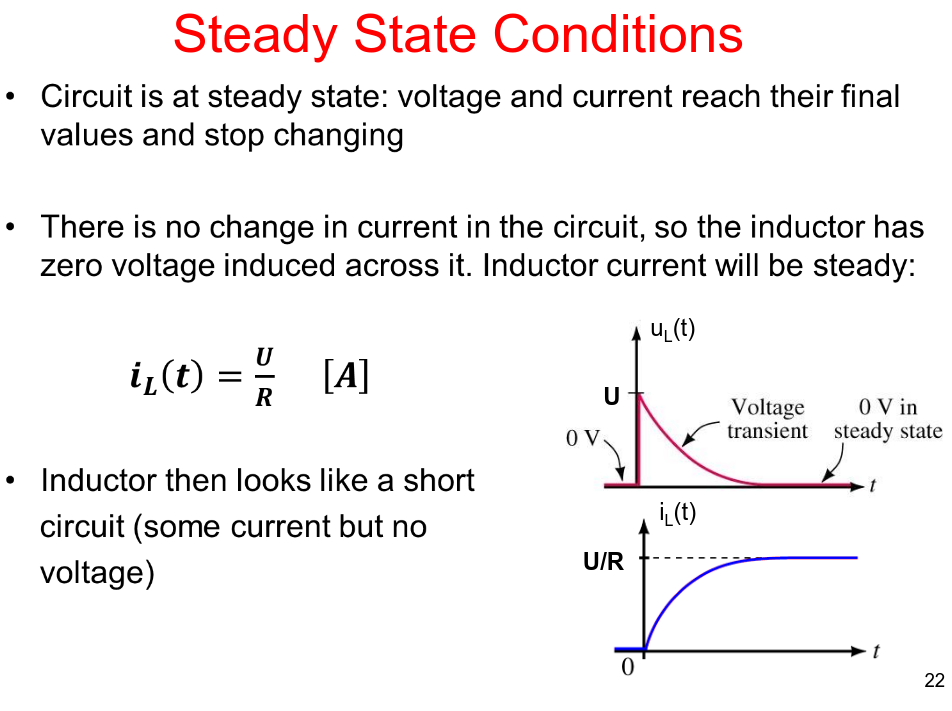 Steady State Conditions
• Circuit is at steady state: voltage and current reach their final
values and stop changing
• There is no change in current in the circuit, so the inductor has
zero voltage induced across it. Inductor current will be steady:
i_L(t) = U/R [A]
• Inductor then looks like a short
circuit (some current but no
voltage)
u_L(t)
U
0 V
Voltage
transient
0 V in
steady state
t
i_L(t)
U/R
0
t
22